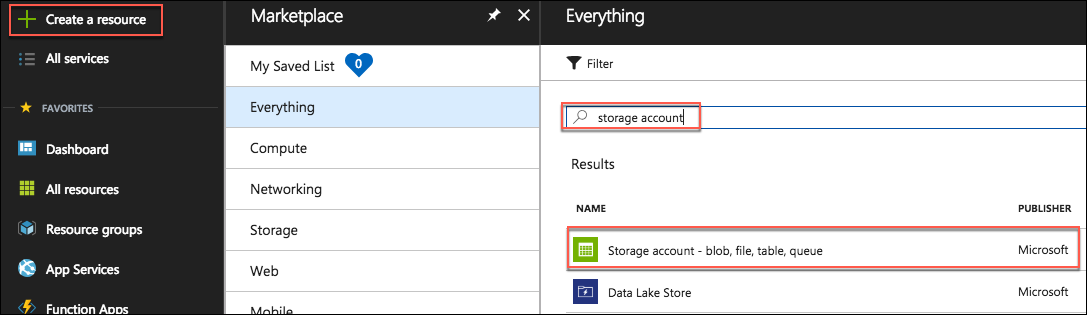 Create a resource
All services
FAVORITES
Dashboard
All resources
Resource groups
App Services
Function Apps
Marketplace
My Saved List 0
Everything
Compute
Networking
Storage
Web
Mobile
Everything
Filter
storage account
Results
NAME PUBLISHER
Storage account - blob, file, table, queue Microsoft
Data Lake Store Microsoft